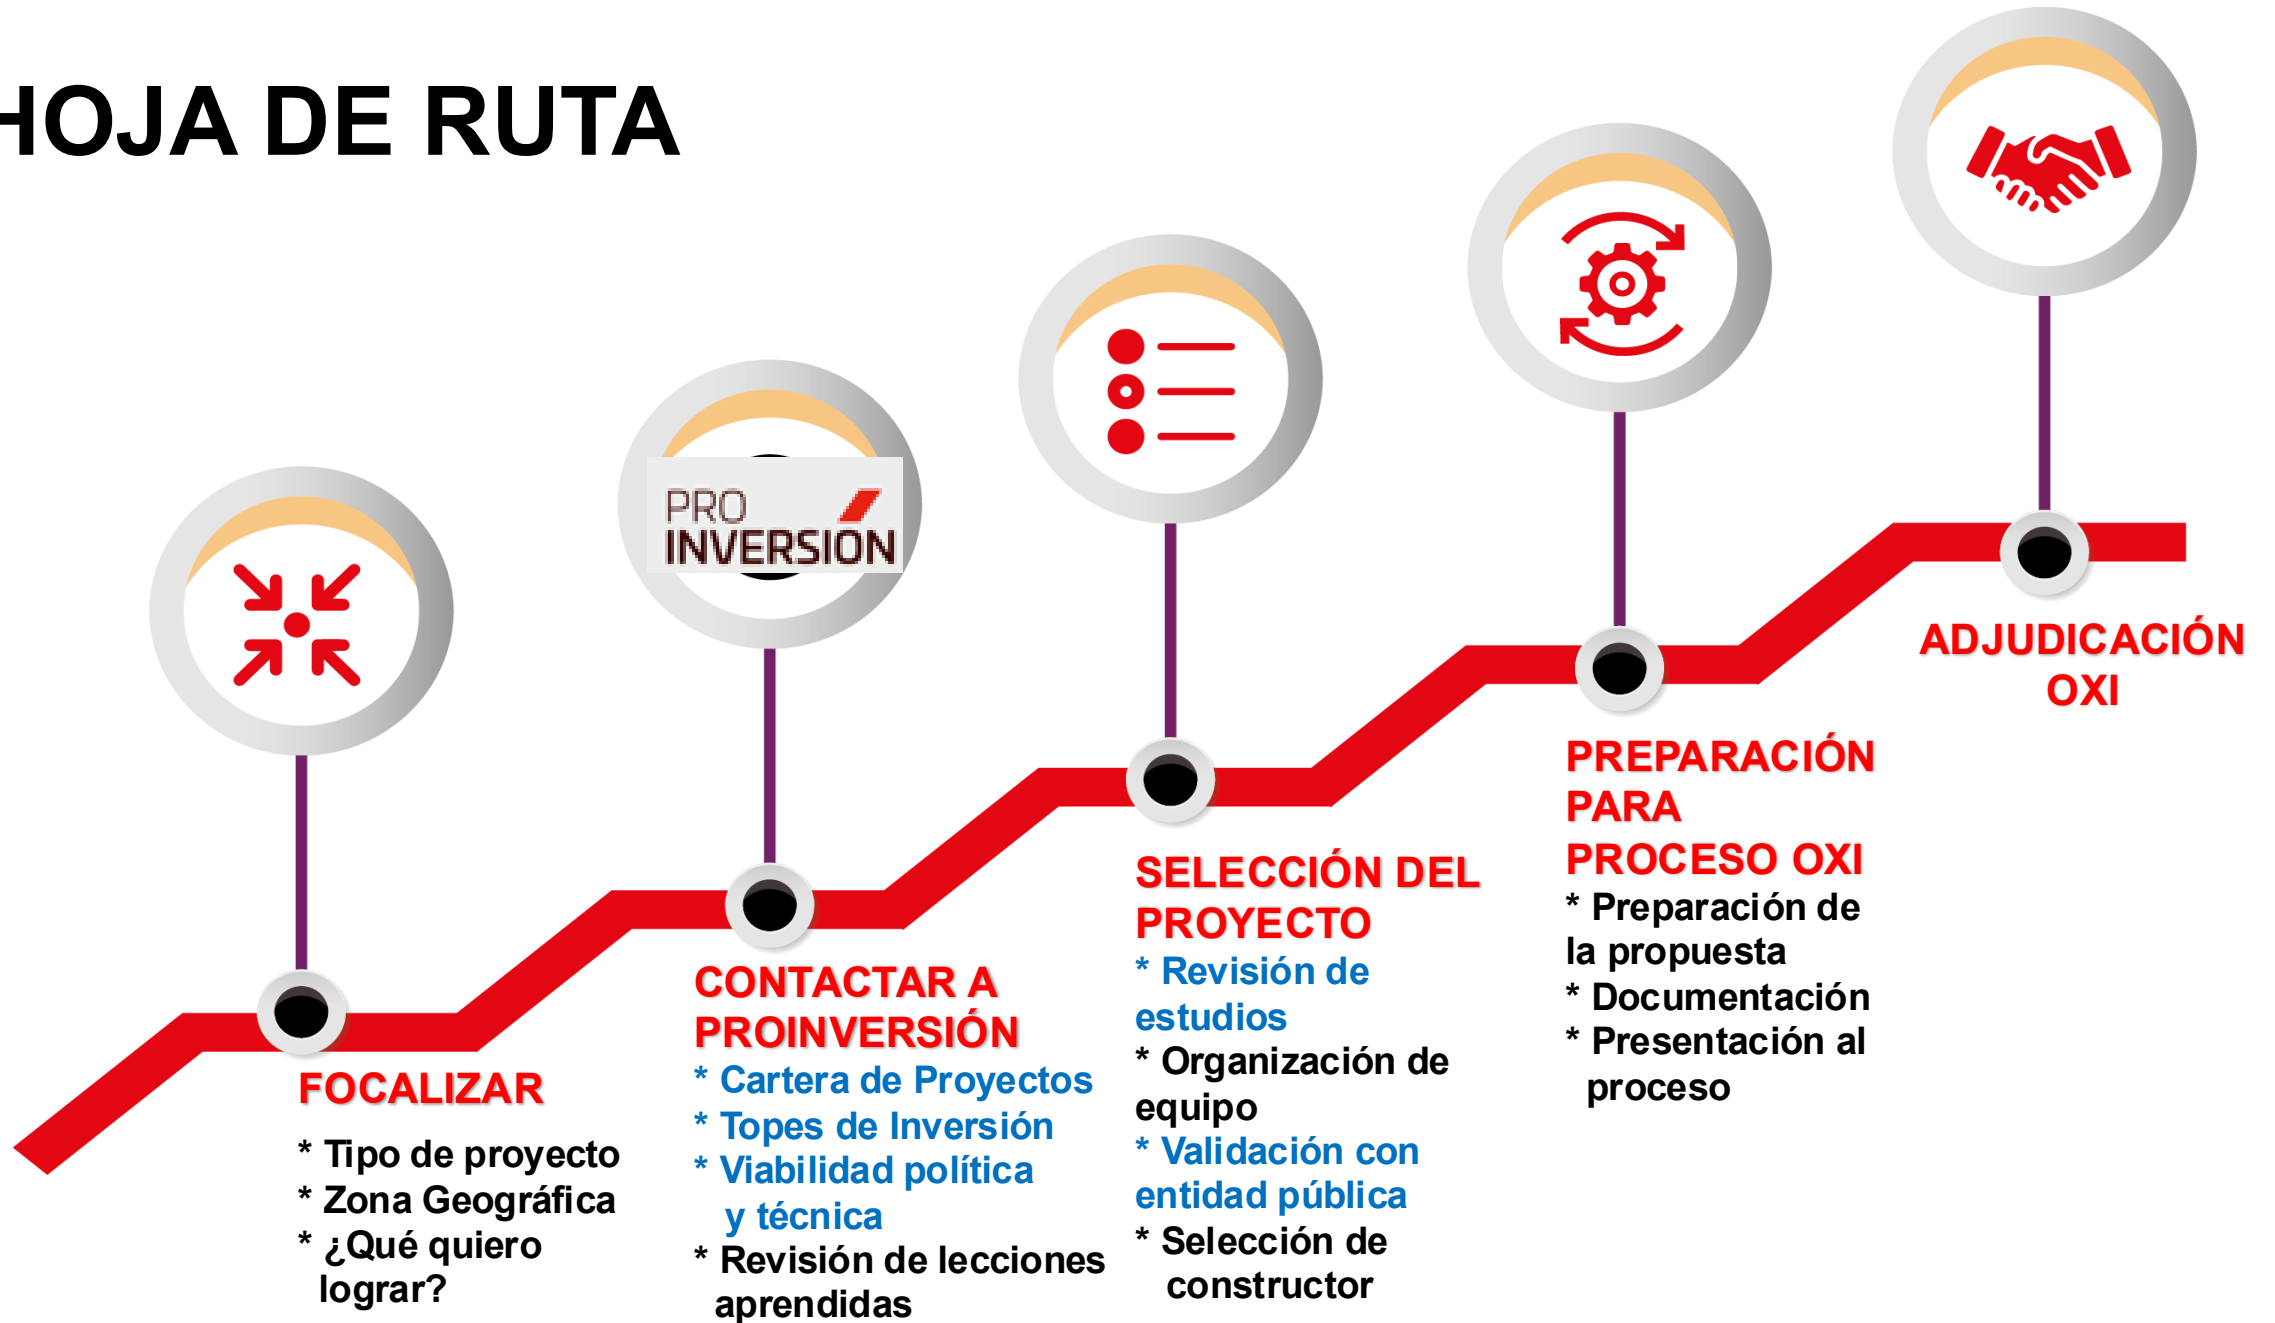 HOJA DE RUTA
PRO
INVERSIÓN
FOCALIZAR
* Tipo de proyecto
* Zona Geográfica
* ¿Qué quiero
lograr?
CONTACTAR A
PROINVERSIÓN
* Cartera de Proyectos
* Topes de Inversión
* Viabilidad política
y técnica
* Revisión de lecciones
aprendidas
SELECCIÓN DEL
PROYECTO
* Revisión de
estudios
* Organización de
equipo
* Validación con
entidad pública
* Selección de
constructor
PREPARACIÓN
PARA
PROCESO OXI
* Preparación de
la propuesta
* Documentación
* Presentación al
proceso
ADJUDICACIÓN
OXI